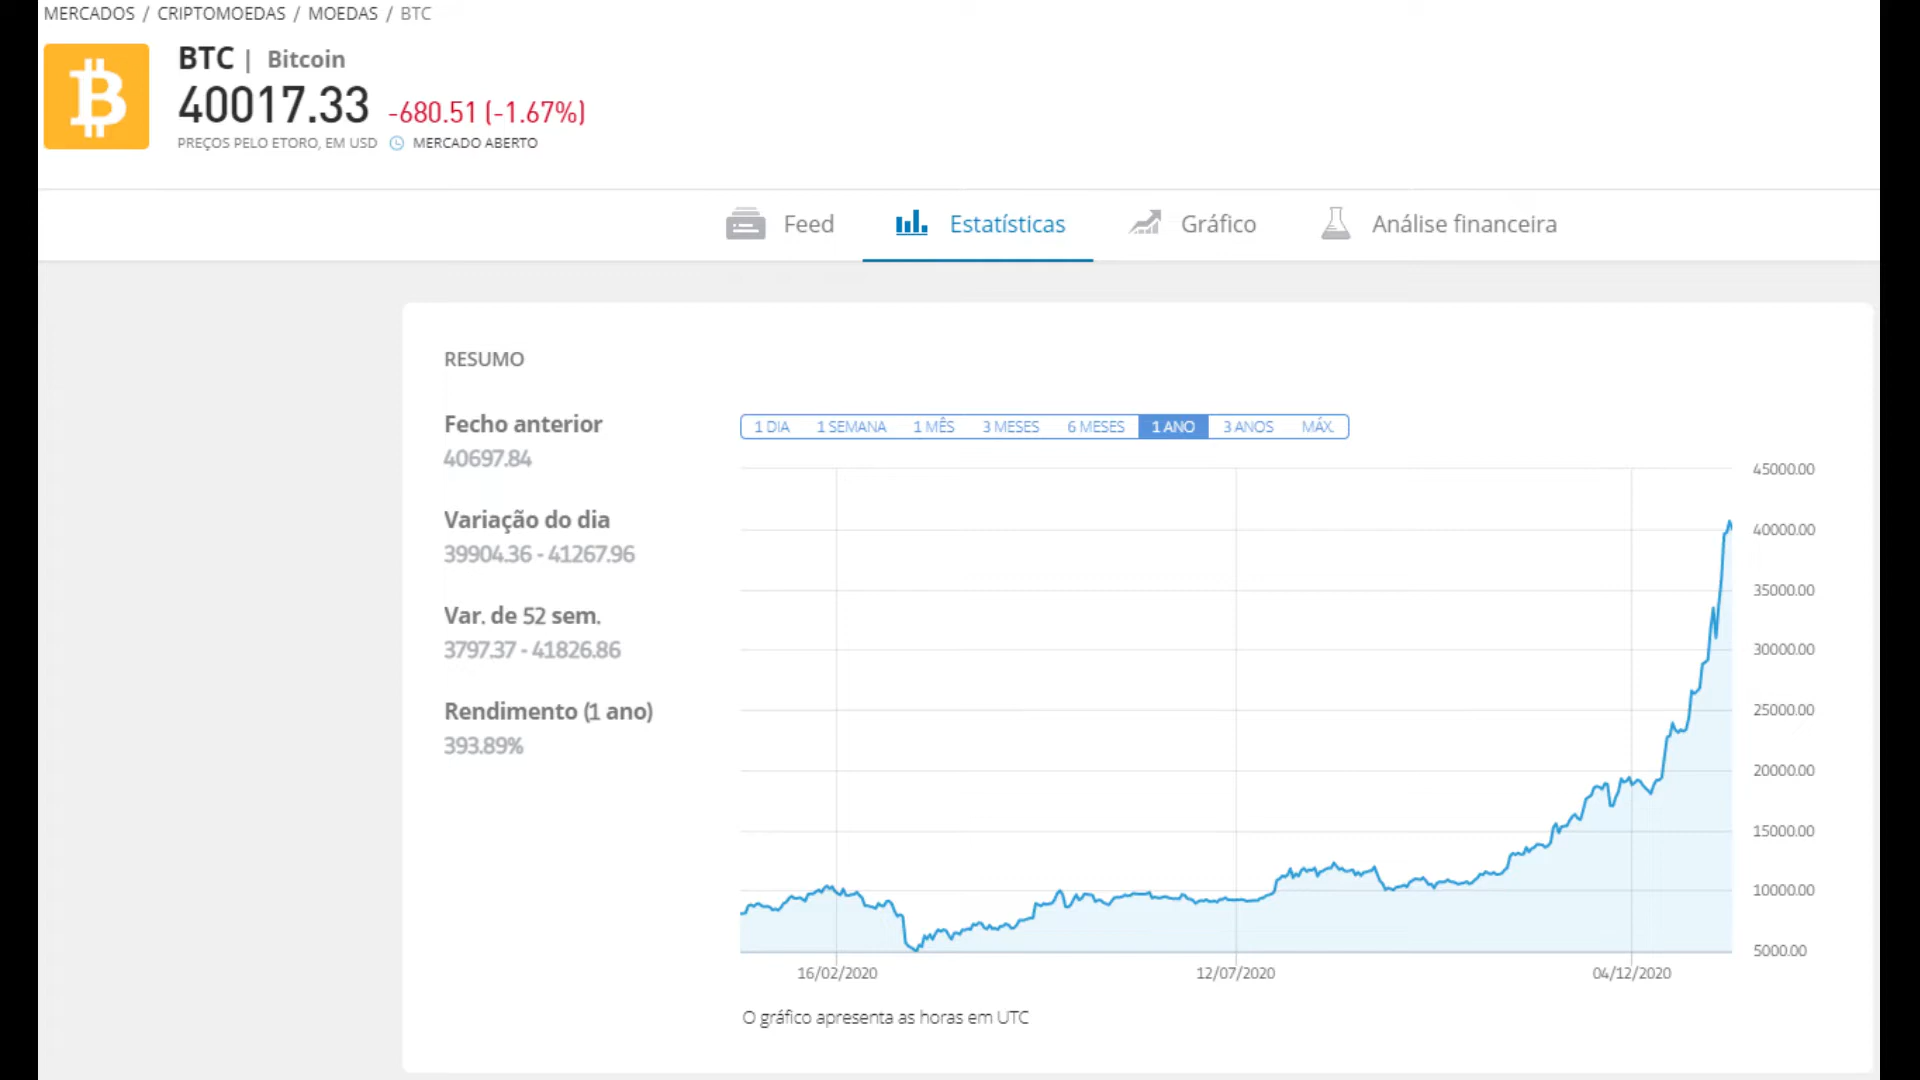 MERCADOS / CRIPTOMOEDAS / MOEDAS / BTC
BTC | Bitcoin
40017.33 -680.51 (-1.67%)
PREÇOS PELO ETORO, EM USD MERCADO ABERTO
Feed Estatísticas Gráfico Análise financeira
RESUMO
Fecho anterior
40697.84
Variação do dia
39904.36 - 41267.96
Var. de 52 sem.
3797.37 - 41826.86
Rendimento (1 ano)
393.89%
1 DIA 1 SEMANA 1 MÊS 3 MESES 6 MESES 1 ANO 3 ANOS MÁX.
45000.00
40000.00
35000.00
30000.00
25000.00
20000.00
15000.00
10000.00
5000.00
16/02/2020 12/07/2020 04/12/2020
O gráfico apresenta as horas em UTC